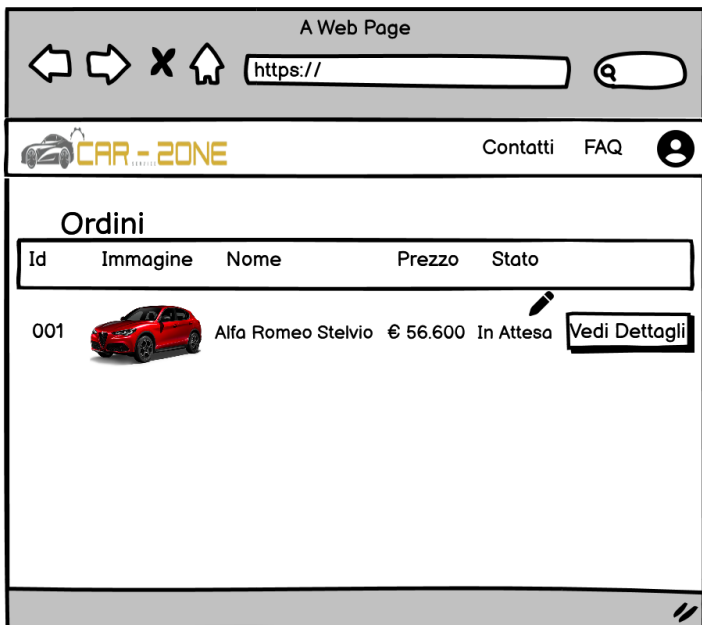 A Web Page
https://
CAR - ZONE
SERVICE
Contatti FAQ
Ordini
Id Immagine Nome Prezzo Stato
001 Alfa Romeo Stelvio € 56.600 In Attesa Vedi Dettagli